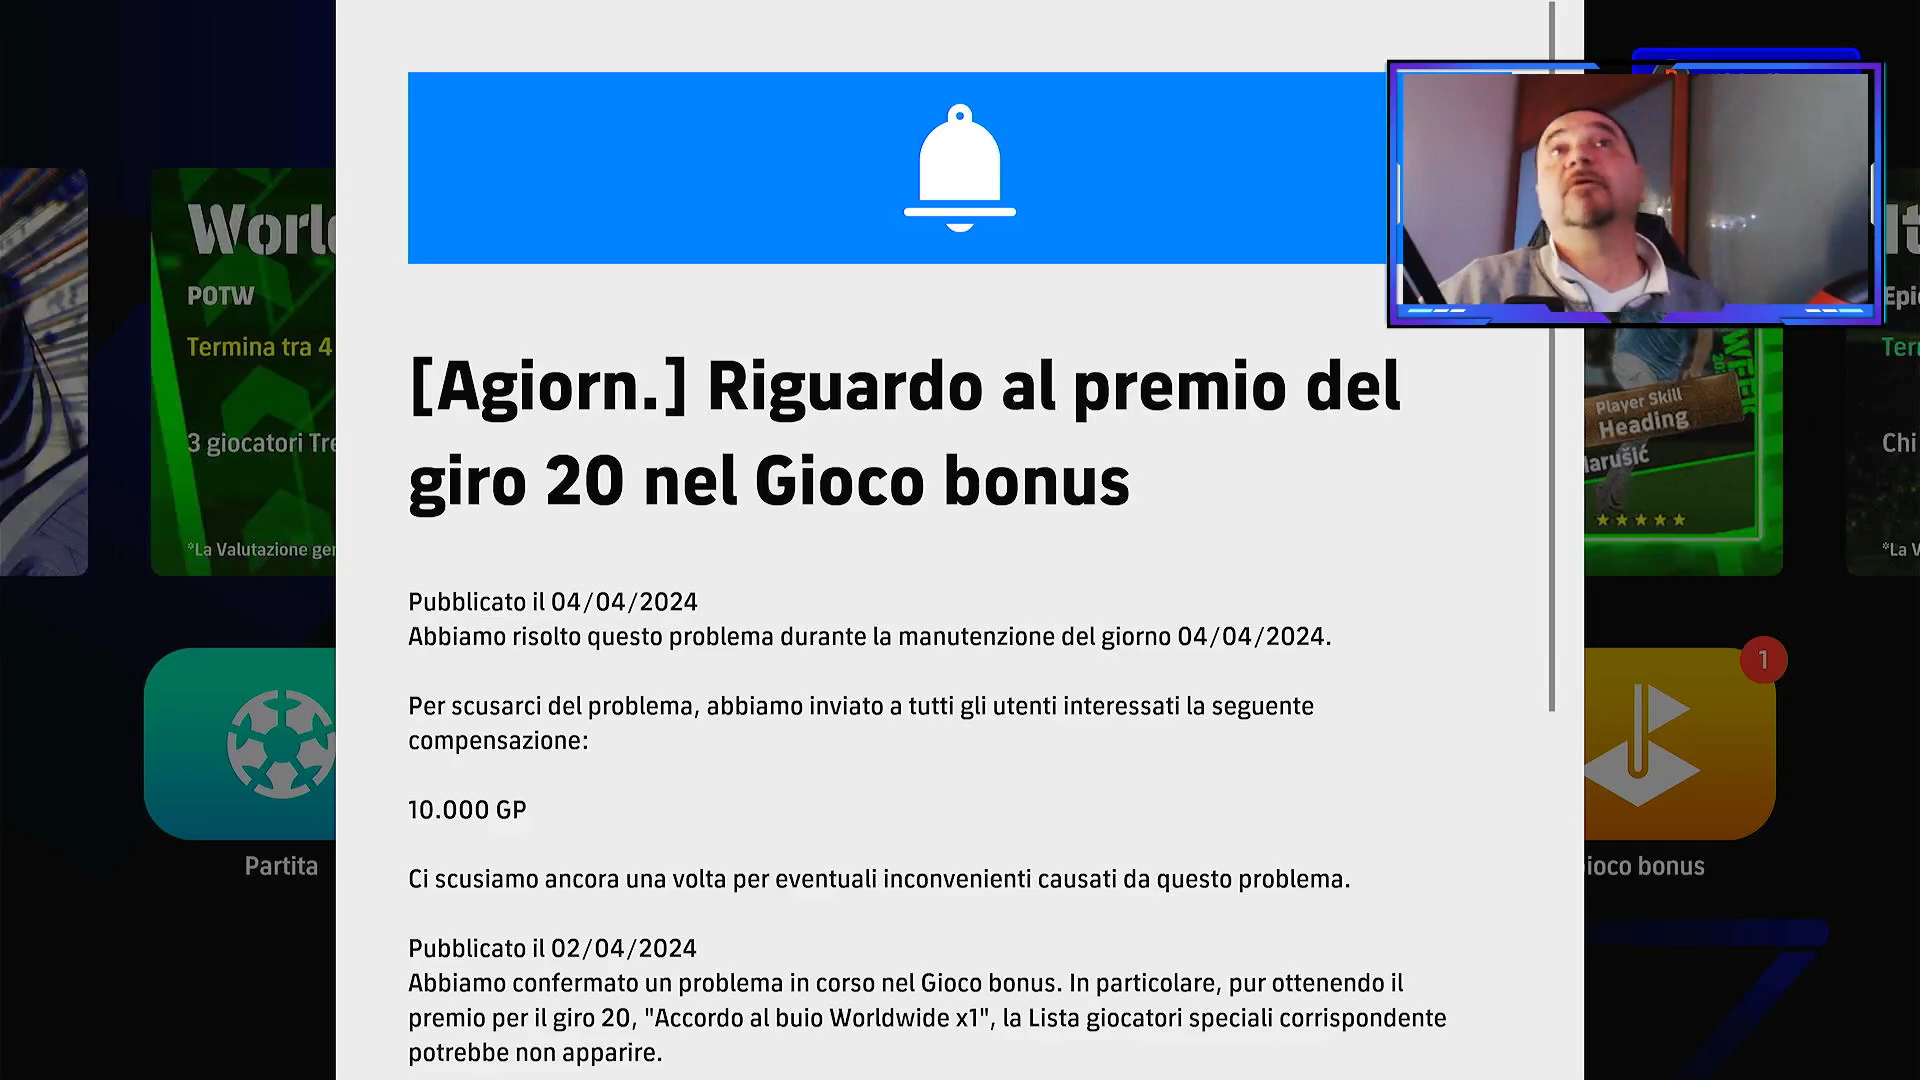 [Agiorn.] Riguardo al premio del
giro 20 nel Gioco bonus
Pubblicato il 04/04/2024
Abbiamo risolto questo problema durante la manutenzione del giorno 04/04/2024.
Per scusarci del problema, abbiamo inviato a tutti gli utenti interessati la seguente
compensazione:
10.000 GP
Ci scusiamo ancora una volta per eventuali inconvenienti causati da questo problema.
Pubblicato il 02/04/2024
Abbiamo confermato un problema in corso nel Gioco bonus. In particolare, pur ottenendo il
premio per il giro 20, "Accordo al buio Worldwide x1", la Lista giocatori speciali corrispondente
potrebbe non apparire.
POTW
Termina tra 4
3 giocatori
*La Valutazione
Partita
Player Skill
Heading
1
bonus
Chi
*La